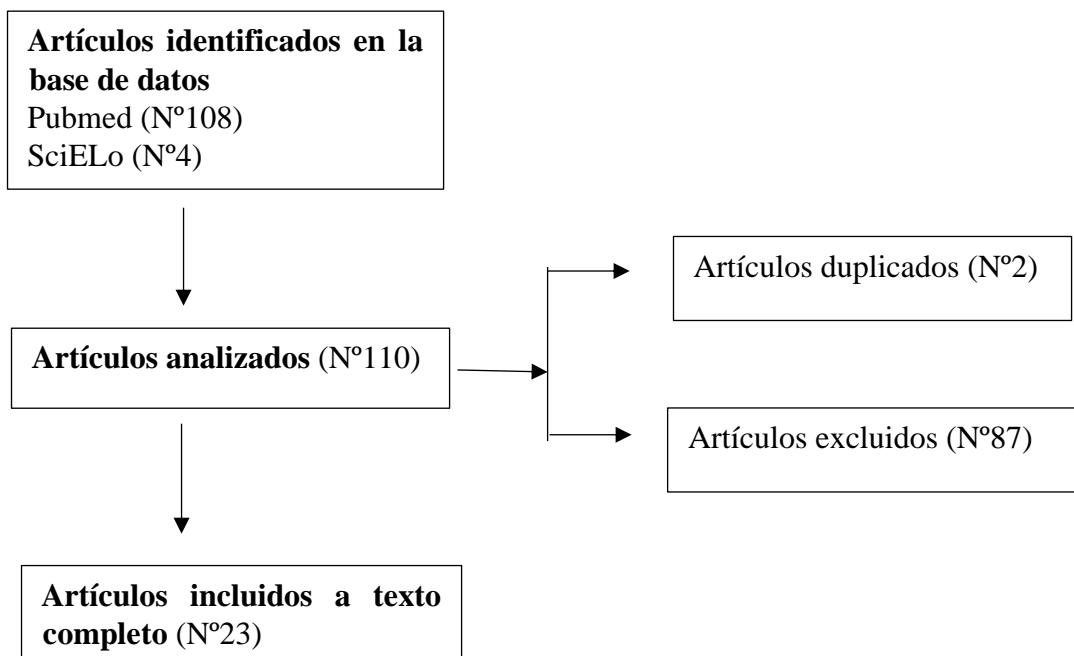 Artículos identificados en la
base de datos
Pubmed (Nº108)
SciELo (Nº4)
Artículos duplicados (Nº2)
Artículos analizados (Nº110)
Artículos excluidos (Nº87)
Artículos incluidos a texto
completo (Nº23)